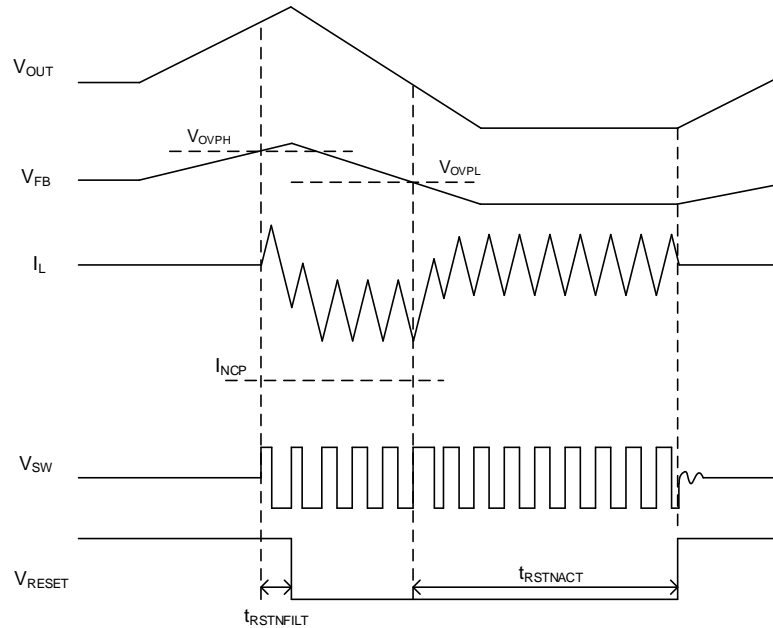 VOUT
VOVPH
VOVPL
VFB
IL
INCP
VSW
VRESET
tRSTNACT
tRSTNFILT